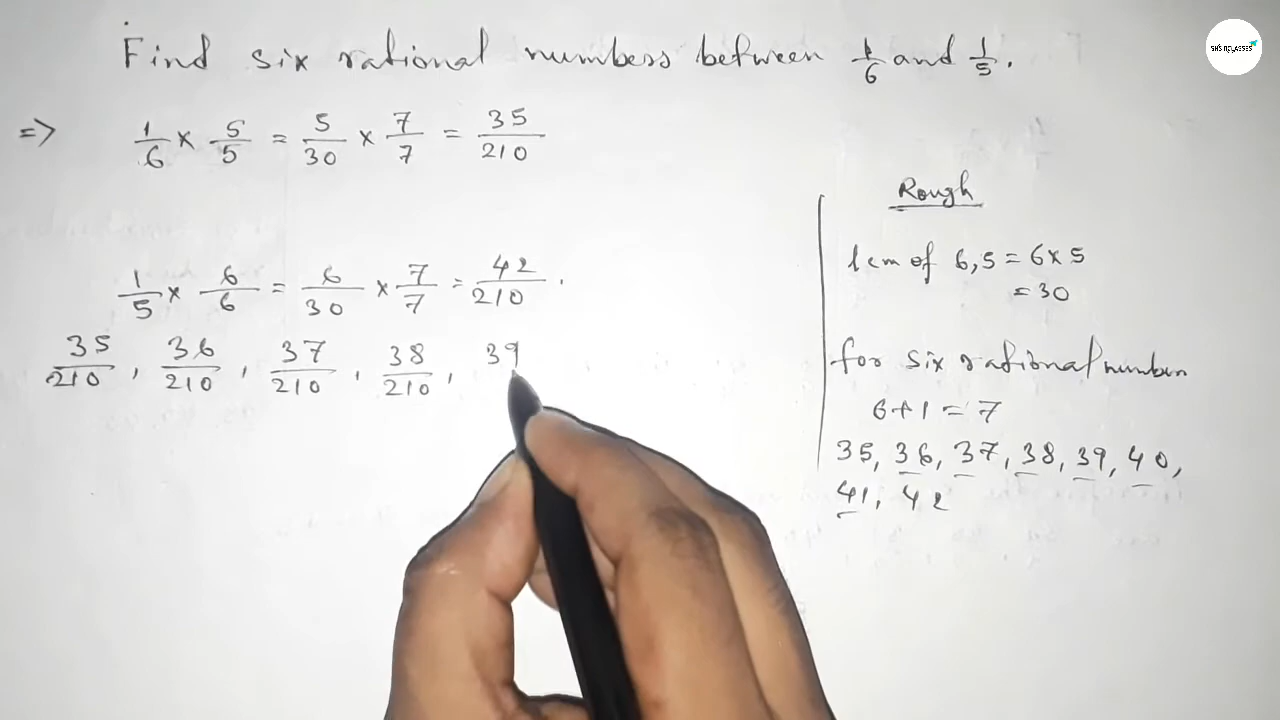 Find six rational numbers between 1/6 and 1/5.
=> 1/6 × 5/5 = 5/30 × 7/7 = 35/210
1/5 × 6/6 = 6/30 × 7/7 = 42/210.
35/210, 36/210, 37/210, 38/210, 39
Rough
lcm of 6,5 = 6×5
=30
for six rational number
6+1=7
35, 36, 37, 38, 39, 40,
41, 42
SK'S CLASSES